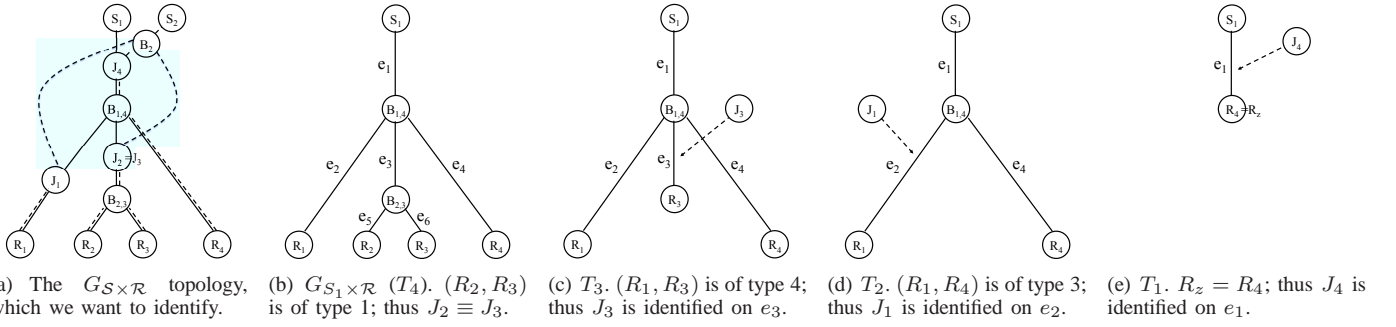 S1 S2 S1 S1 S1 S1
B2 J4
J4 e1 e1 e1 e1
B1,4 B1,4 B1,4 J3 J1 B1,4 R4=Rz
J2=J3 e2 e3 e4 e2 e3 e4 e2 e4
J1
B2,3 B2,3 R3
e5 e6
R1 R2 R3 R4 R1 R2 R3 R4 R1 R4 R1 R4
a) The G_{S×R} topology, (b) G_{S1×R} (T4). (R2, R3) (c) T3. (R1, R3) is of type 4; (d) T2. (R1, R4) is of type 3; (e) T1. Rz = R4; thus J4 is
which we want to identify. is of type 1; thus J2 ≡ J3. thus J3 is identified on e3. thus J1 is identified on e2. identified on e1.